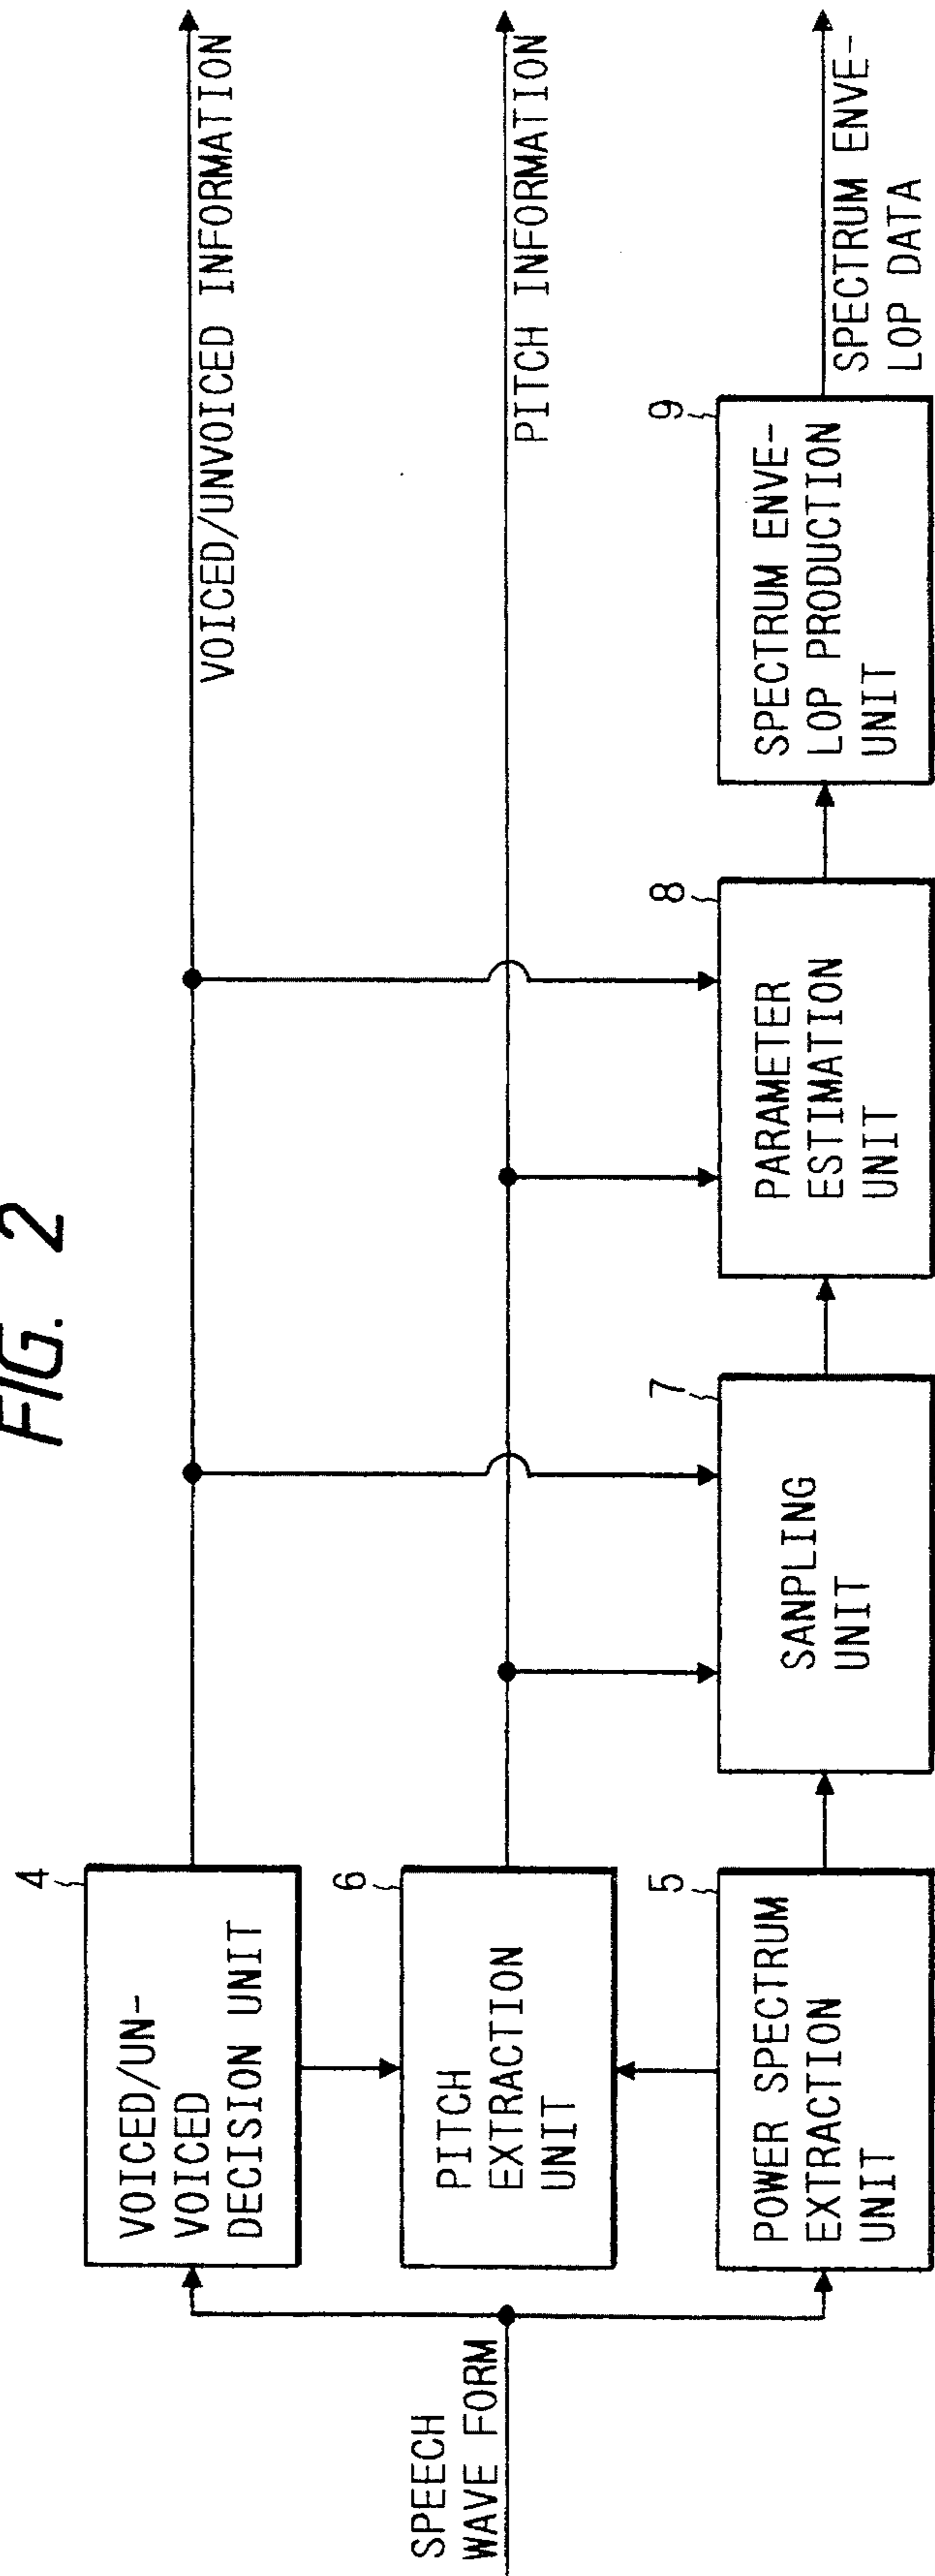 FIG. 2
SPEECH
WAVE FORM
4
VOICED/UN-
VOICED
DECISION UNIT
VOICED/UNVOICED INFORMATION
6
PITCH
EXTRACTION
UNIT
PITCH INFORMATION
5
POWER SPECTRUM
EXTRACTION
UNIT
7
SANPLING
UNIT
8
PARAMETER
ESTIMATION
UNIT
9
SPECTRUM ENVE-
LOP PRODUCTION
UNIT
SPECTRUM ENVE-
LOP DATA